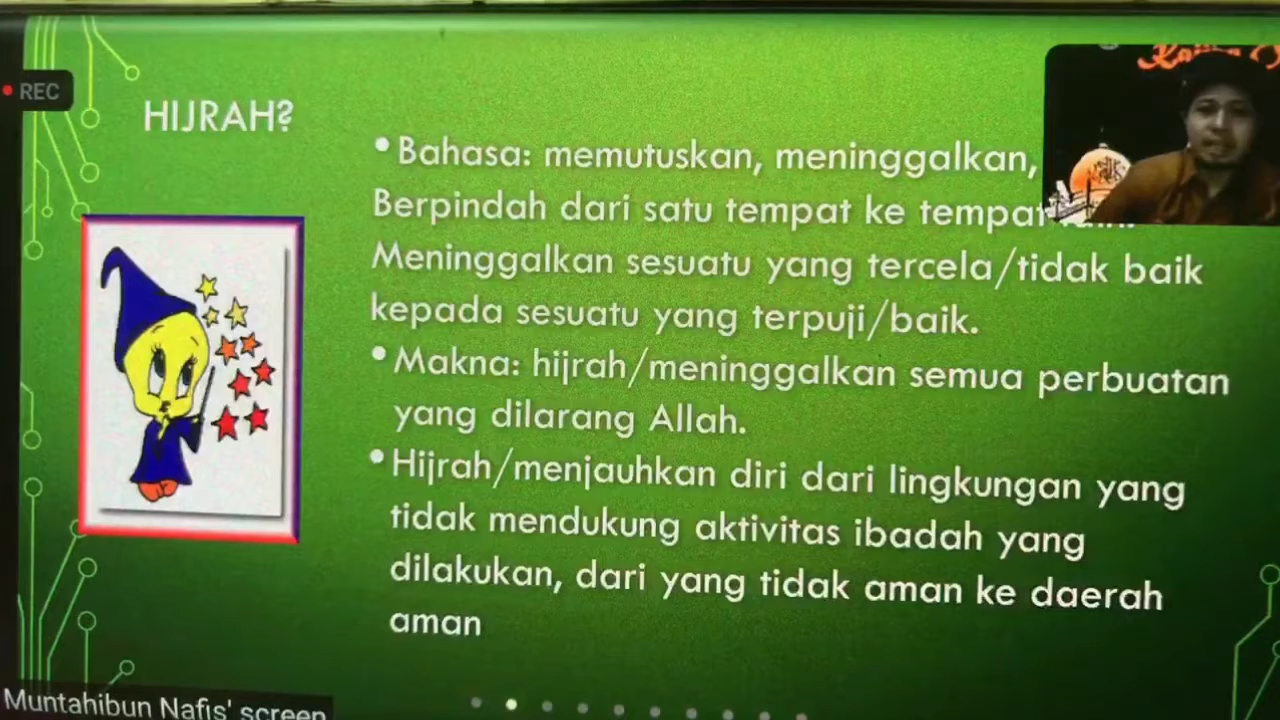 REC
HIJRAH?
• Bahasa: memutuskan, meninggalkan,
Berpindah dari satu tempat ke tempat
Meninggalkan sesuatu yang tercela/tidak baik
kepada sesuatu yang terpuji/baik.
• Makna: hijrah/meninggalkan semua perbuatan
yang dilarang Allah.
• Hijrah/menjauhkan diri dari lingkungan yang
tidak mendukung aktivitas ibadah yang
dilakukan, dari yang tidak aman ke daerah
aman
Muntahibun Nafis' screen